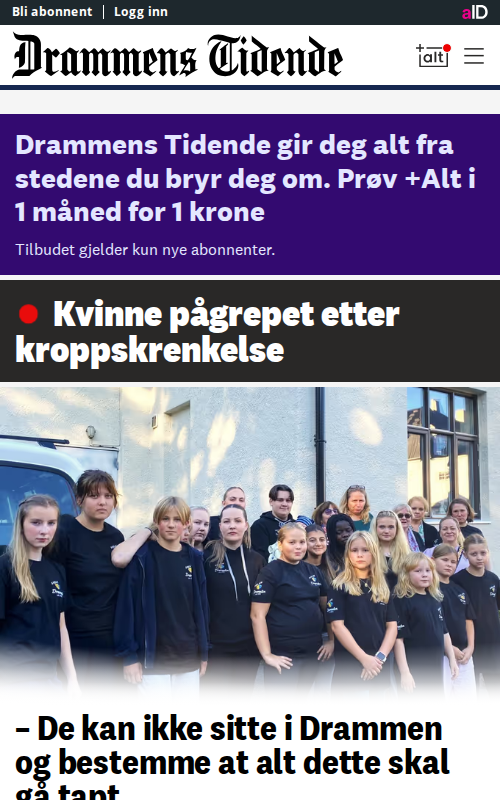 Bli abonnent | Logg inn
aID
Drammens Tidende
+alt
Drammens Tidende gir deg alt fra
stedene du bryr deg om. Prøv +Alt i
1 måned for 1 krone
Tilbudet gjelder kun nye abonnenter.
Kvinne pågrepet etter
kroppskrenkelse
– De kan ikke sitte i Drammen
og bestemme at alt dette skal
gå tapt